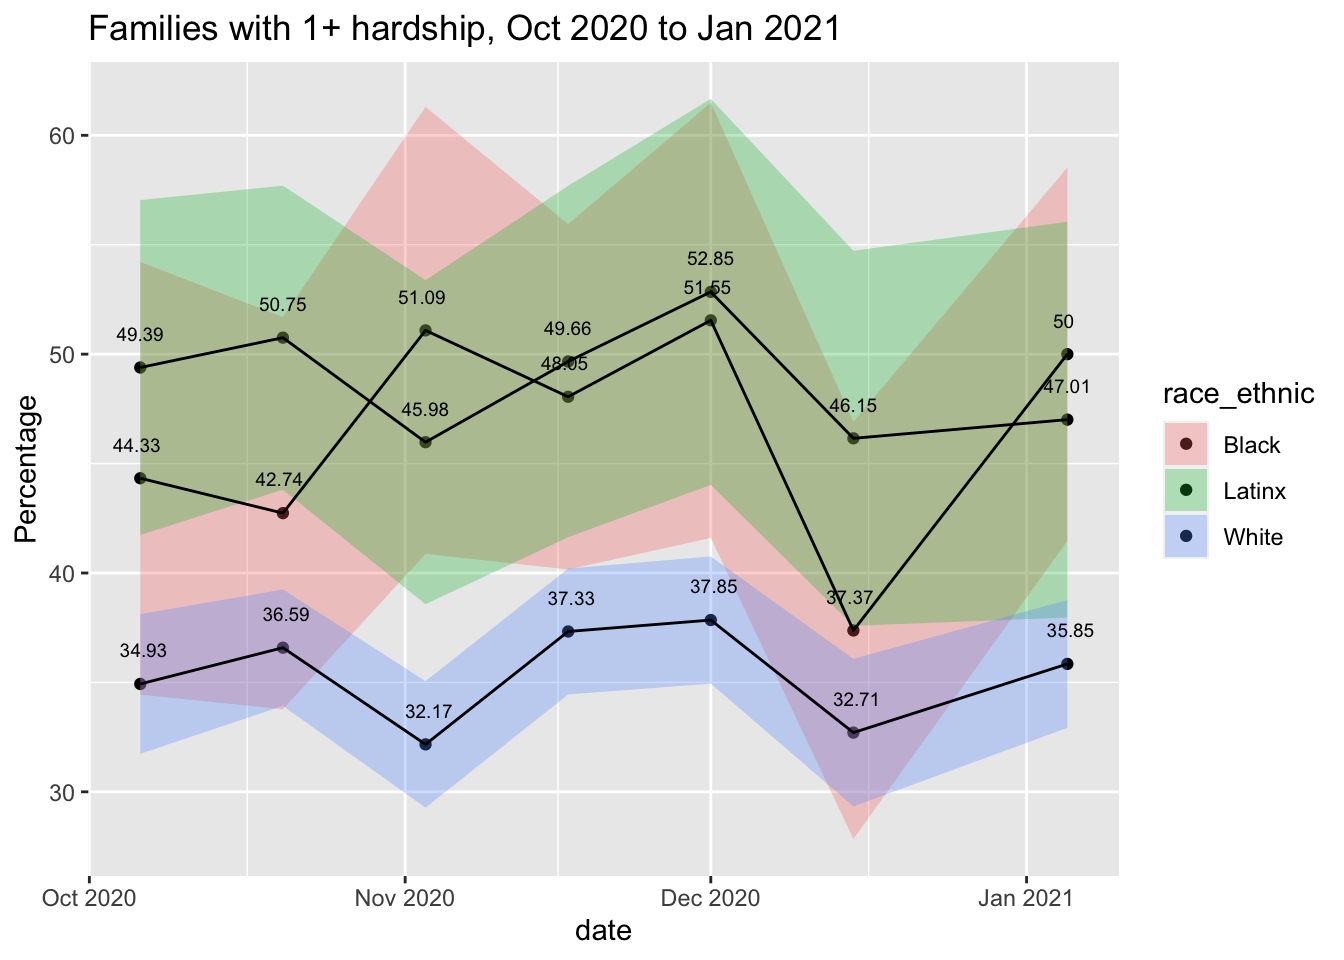 Families with 1+ hardship, Oct 2020 to Jan 2021
Percentage
60
50
40
30
52.85
51.55
50.75
51.09
49.66
50
49.39
48.05
47.01
45.98
46.15
44.33
42.74
37.85
37.37
37.33
36.59
35.85
34.93
32.71
32.17
Oct 2020
Nov 2020
Dec 2020
Jan 2021
date
race_ethnic
Black
Latinx
White